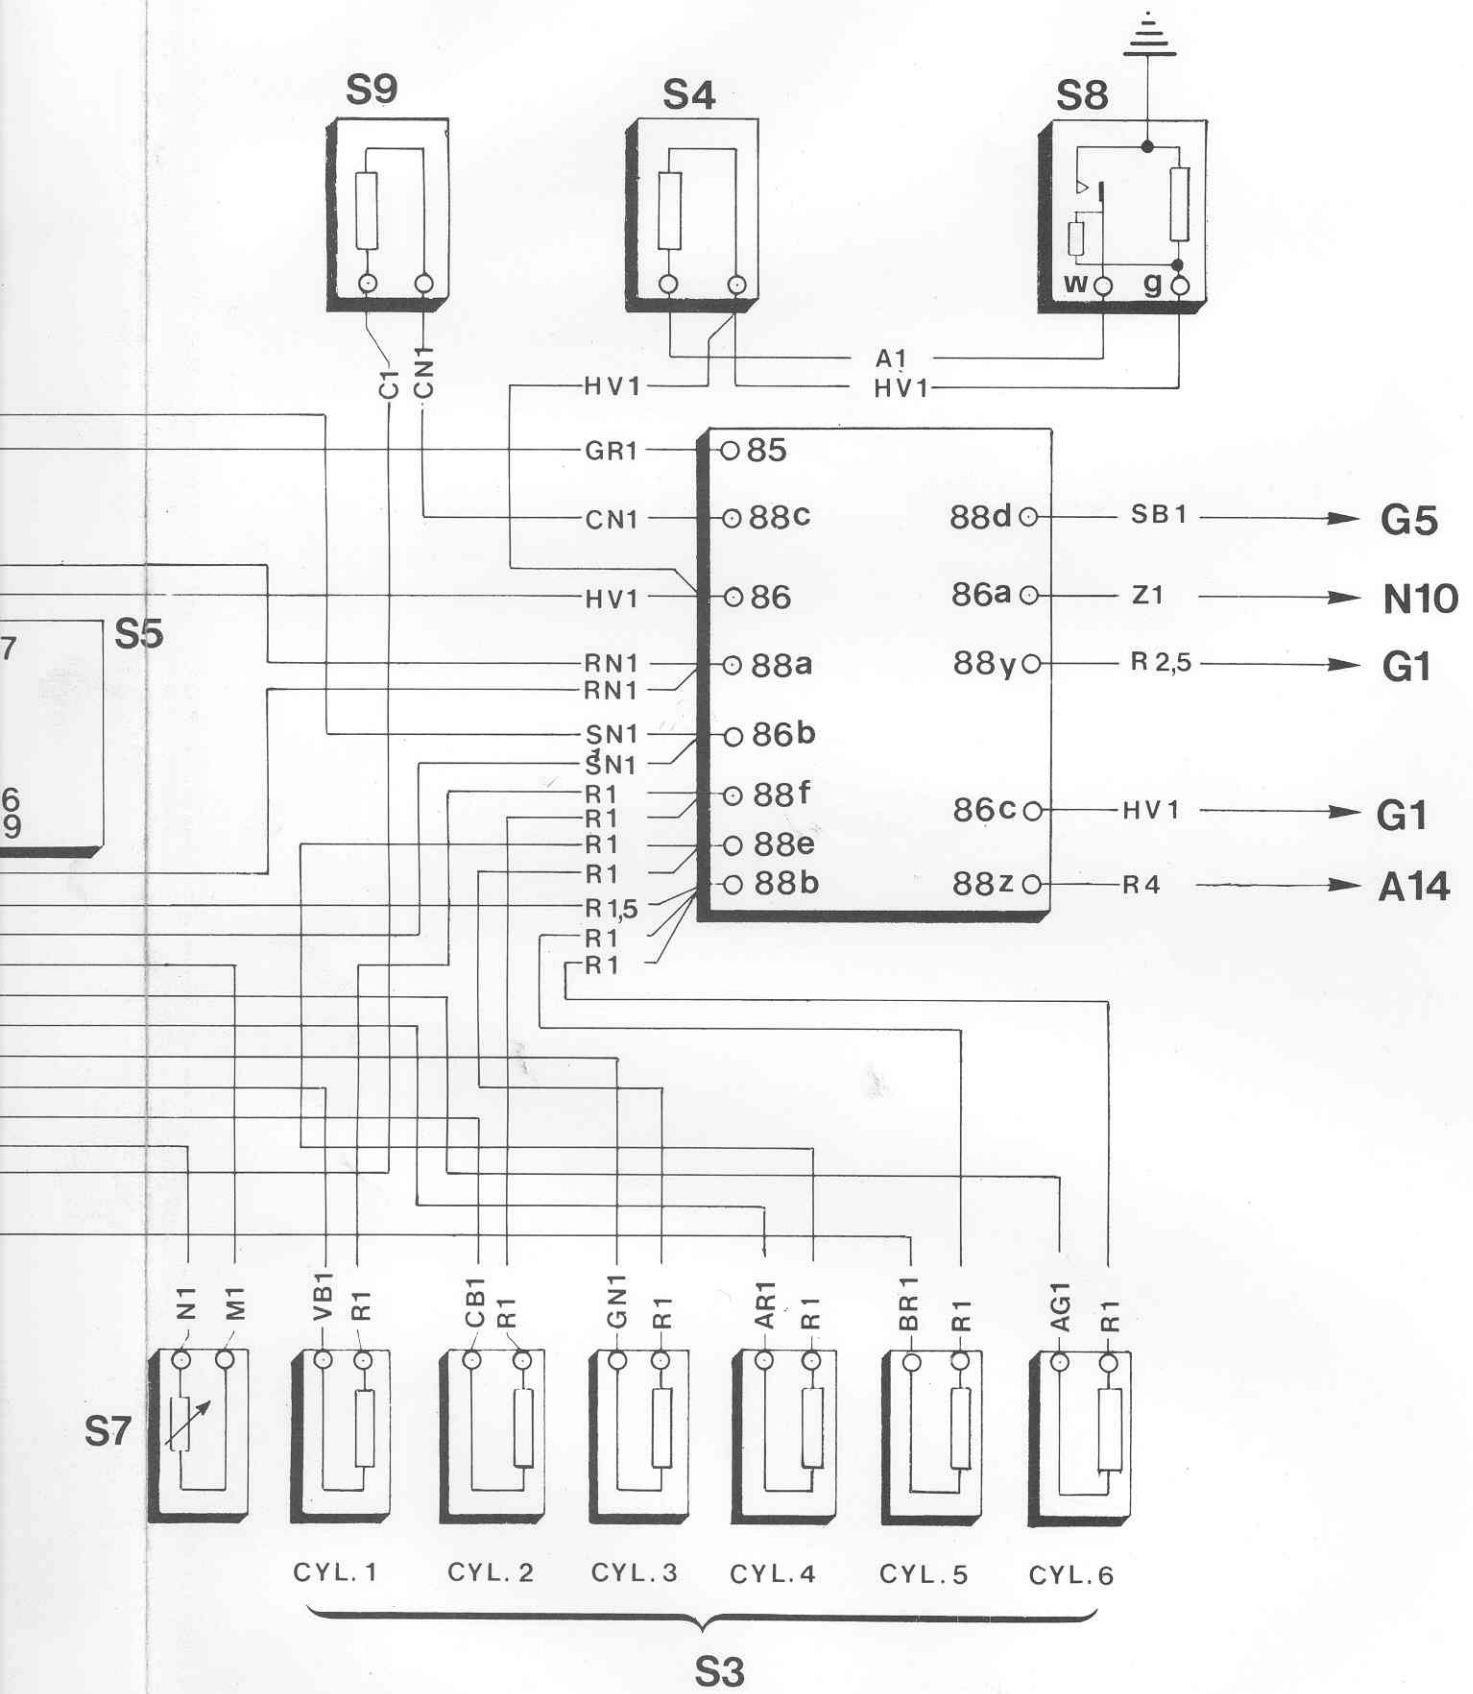 S9
S4
S8
w g
C1
CN1
A1
HV1
HV1
GR1
85
CN1
88c
88d
SB1
G5
HV1
86
86a
Z1
N10
S5
7
6
9
RN1
88a
88y
R 2,5
G1
RN1
SN1
86b
SN1
R1
88f
86c
HV1
G1
R1
R1
88e
R1
88b
88z
R4
A14
R1,5
R1
R1
N1
M1
VB1
R1
CB1
R1
GN1
R1
AR1
R1
BR1
R1
AG1
R1
S7
CYL.1
CYL.2
CYL.3
CYL.4
CYL.5
CYL.6
S3